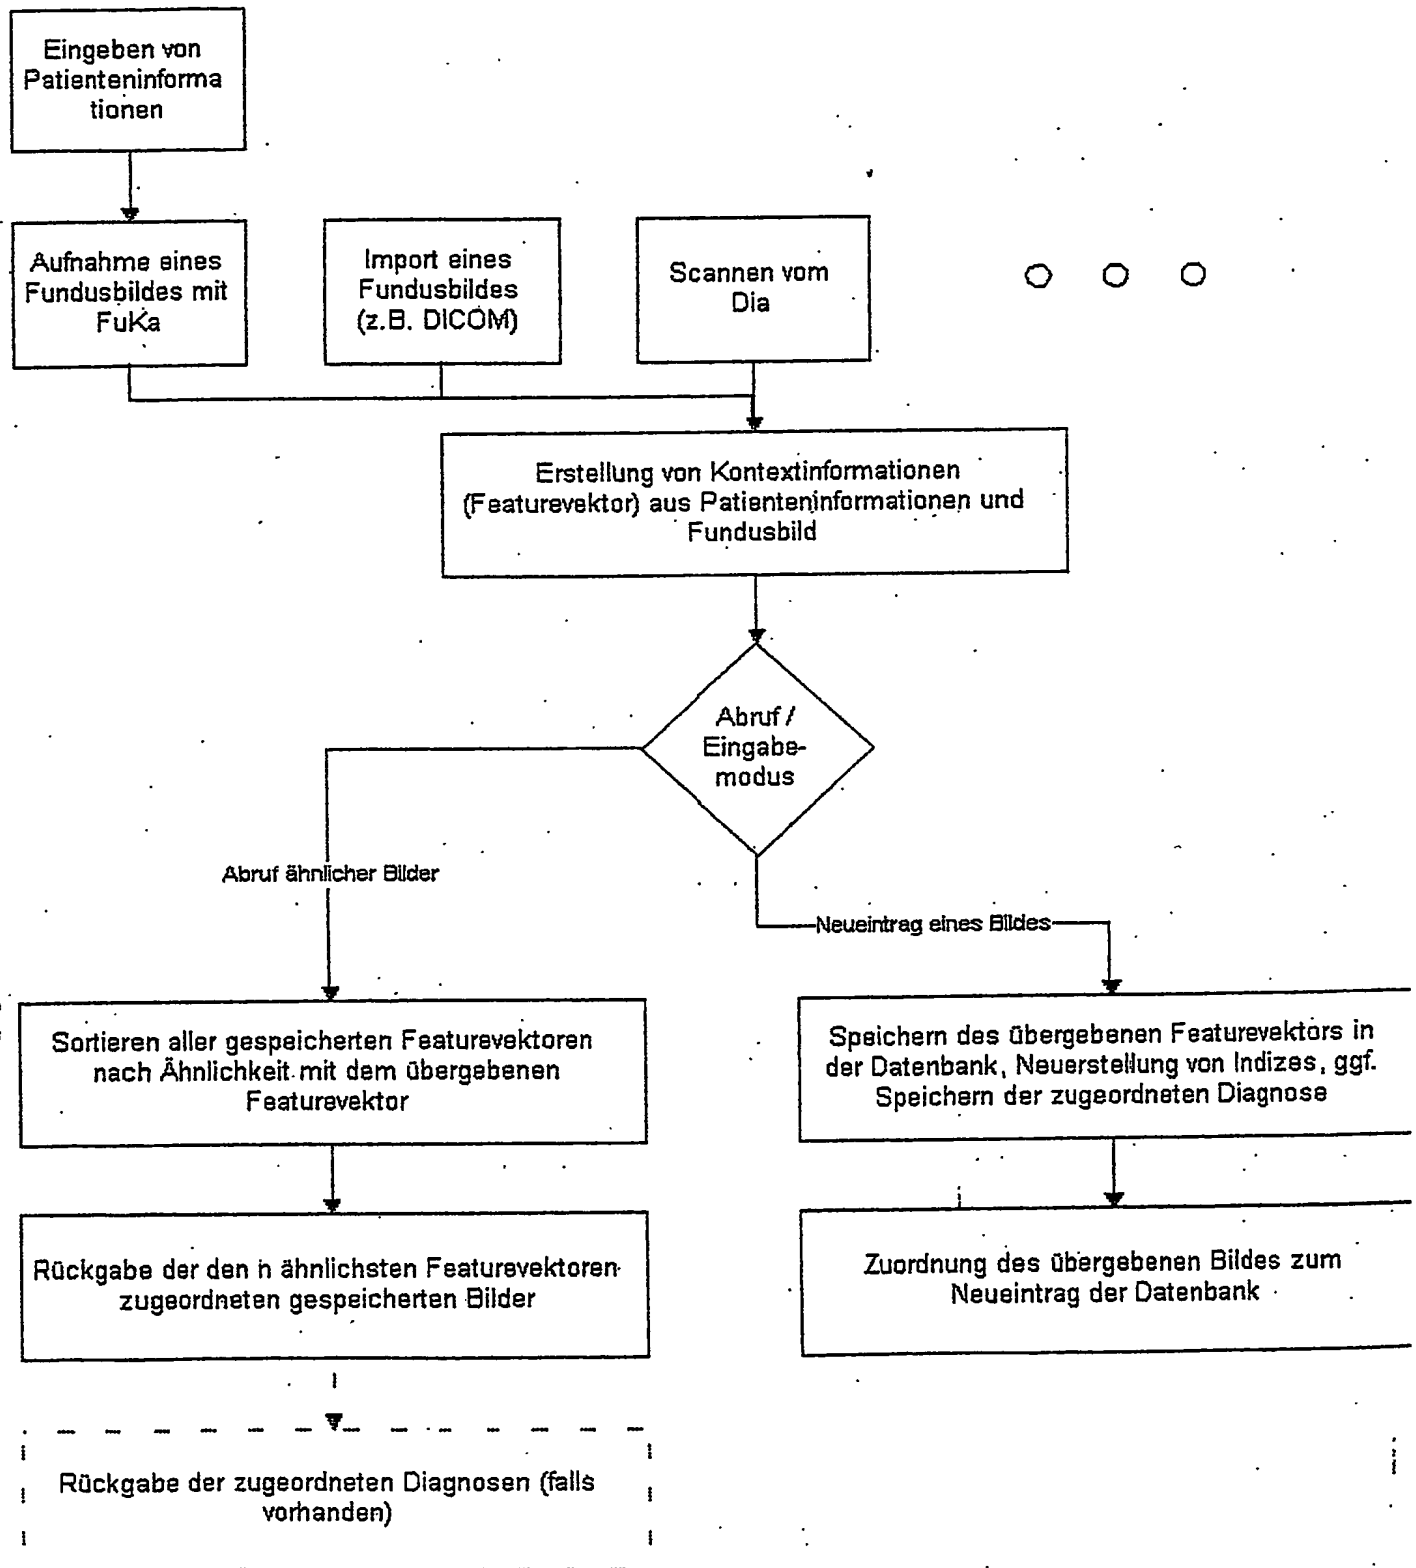 Eingeben von
Patienteninforma
tionen
Aufnahme eines
Fundusbildes mit
FuKa
Import eines
Fundusbildes
(z.B. DICOM)
Scannen vom
Dia
Erstellung von Kontextinformationen
(Featurevektor) aus Patienteninformationen und
Fundusbild
Abruf /
Eingabe-
modus
Abruf ähnlicher Bilder
Neueintrag eines Bildes
Sortieren aller gespeicherten Featurevektoren
nach Ähnlichkeit mit dem übergebenen
Featurevektor
Speichern des übergebenen Featurevektors in
der Datenbank, Neuerstellung von Indizes, ggf.
Speichern der zugeordneten Diagnose
Rückgabe der den n ähnlichsten Featurevektoren
zugeordneten gespeicherten Bilder
Zuordnung des übergebenen Bildes zum
Neueintrag der Datenbank
Rückgabe der zugeordneten Diagnosen (falls
vorhanden)